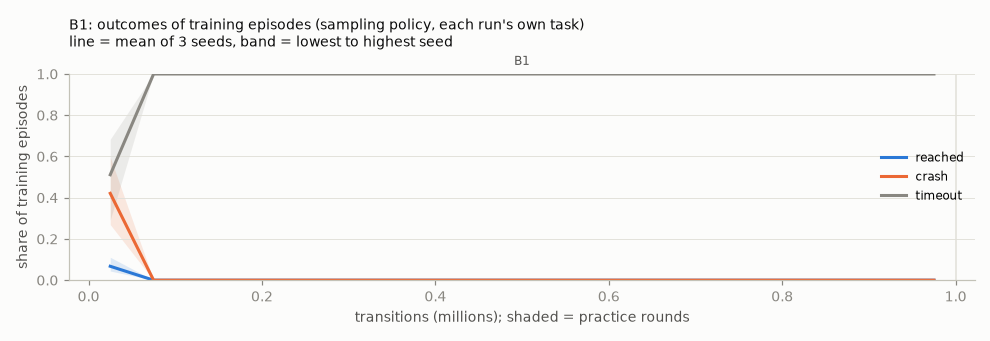 B1: outcomes of training episodes (sampling policy, each run's own task)
line = mean of 3 seeds, band = lowest to highest seed
B1
share of training episodes
1.0
0.8
0.6
0.4
0.2
0.0
reached
crash
timeout
0.0
0.2
0.4
0.6
0.8
1.0
transitions (millions); shaded = practice rounds